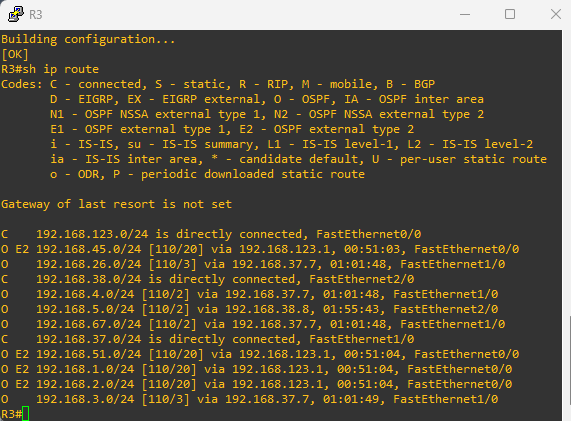 R3
Building configuration...
[OK]
R3#sh ip route
Codes: C - connected, S - static, R - RIP, M - mobile, B - BGP
       D - EIGRP, EX - EIGRP external, O - OSPF, IA - OSPF inter area
       N1 - OSPF NSSA external type 1, N2 - OSPF NSSA external type 2
       E1 - OSPF external type 1, E2 - OSPF external type 2
       i - IS-IS, su - IS-IS summary, L1 - IS-IS level-1, L2 - IS-IS level-2
       ia - IS-IS inter area, * - candidate default, U - per-user static route
       o - ODR, P - periodic downloaded static route
Gateway of last resort is not set
C    192.168.123.0/24 is directly connected, FastEthernet0/0
O E2 192.168.45.0/24 [110/20] via 192.168.123.1, 00:51:03, FastEthernet0/0
O    192.168.26.0/24 [110/3] via 192.168.37.7, 01:01:48, FastEthernet1/0
C    192.168.38.0/24 is directly connected, FastEthernet2/0
O    192.168.4.0/24 [110/2] via 192.168.37.7, 01:01:48, FastEthernet1/0
O    192.168.5.0/24 [110/2] via 192.168.38.8, 01:55:43, FastEthernet2/0
O    192.168.67.0/24 [110/2] via 192.168.37.7, 01:01:48, FastEthernet1/0
C    192.168.37.0/24 is directly connected, FastEthernet1/0
O E2 192.168.51.0/24 [110/20] via 192.168.123.1, 00:51:04, FastEthernet0/0
O E2 192.168.1.0/24 [110/20] via 192.168.123.1, 00:51:04, FastEthernet0/0
O E2 192.168.2.0/24 [110/20] via 192.168.123.1, 00:51:04, FastEthernet0/0
O    192.168.3.0/24 [110/3] via 192.168.37.7, 01:01:49, FastEthernet1/0
R3#